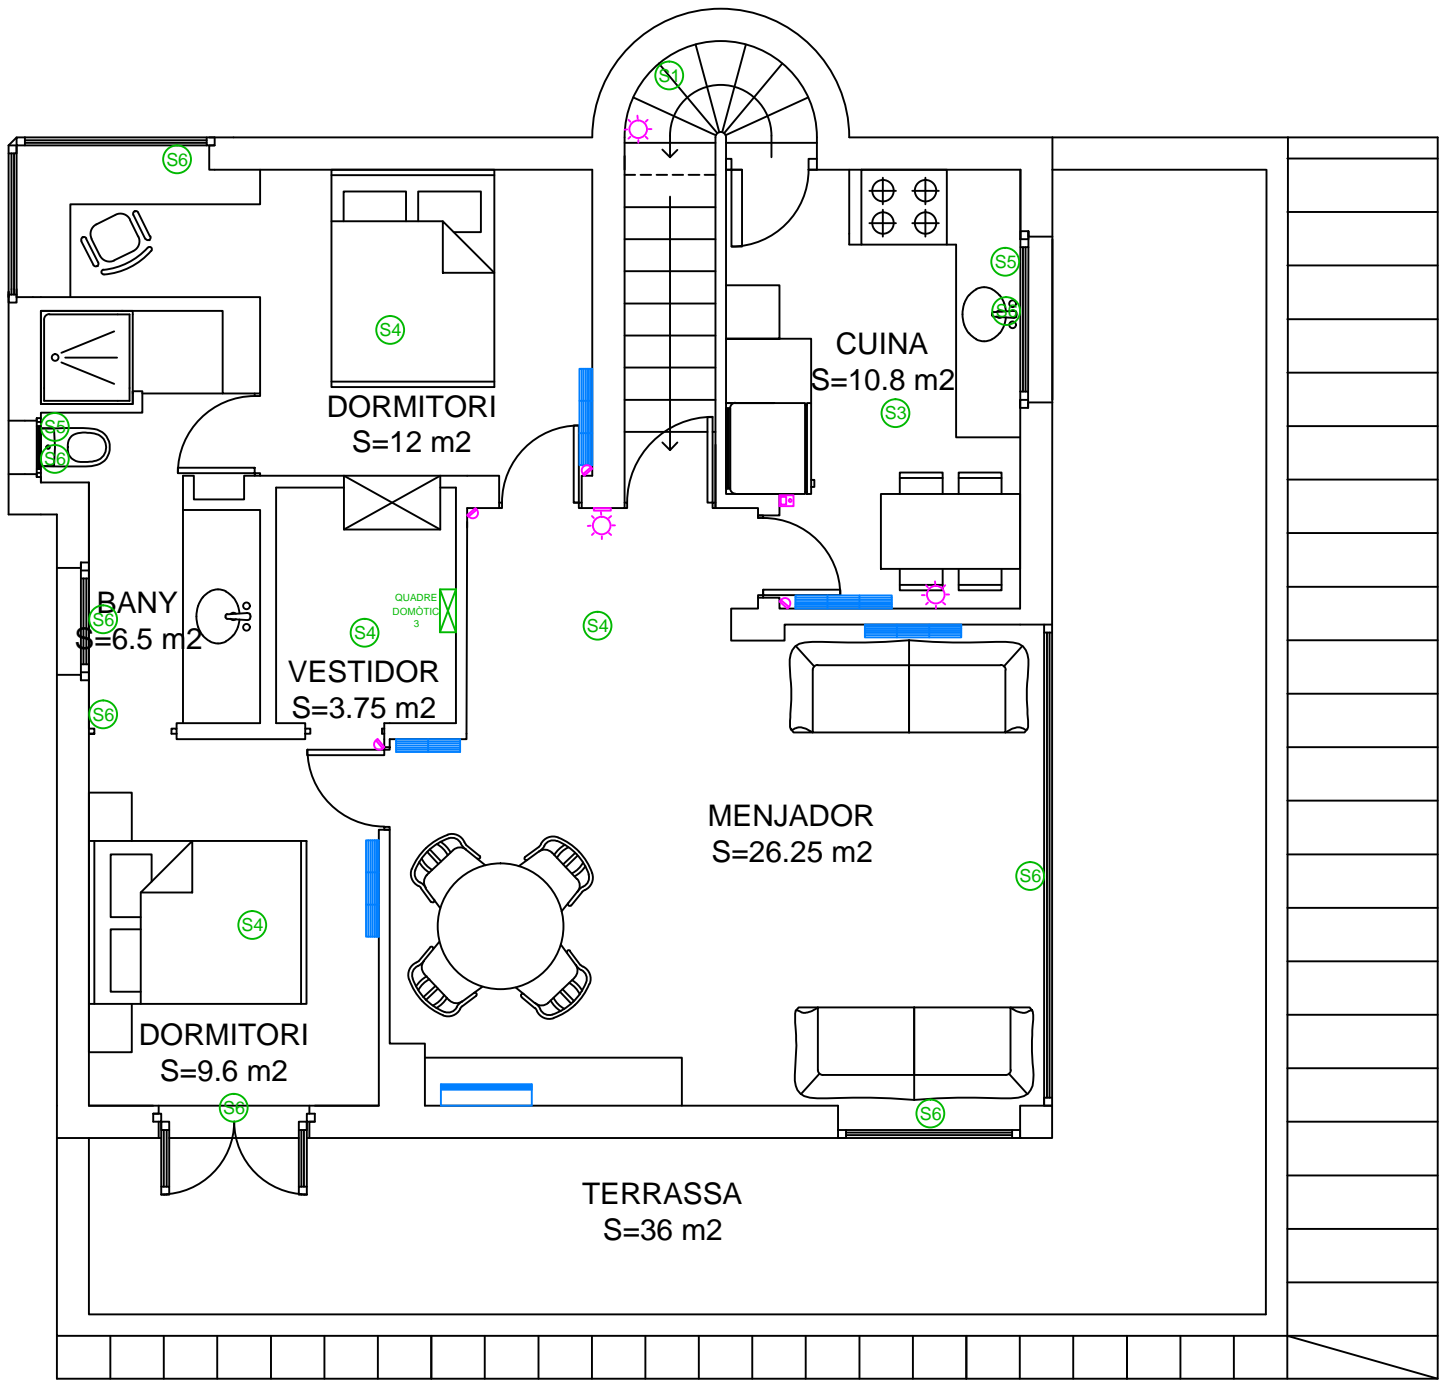 S1
S6
S5
S6
S4
CUINA
S=10.8 m2
S3
DORMITORI
S=12 m2
S5
S6
QUADRE
DOMÒTIC
3
BANY
S=6.5 m2
S6
S4
S4
VESTIDOR
S=3.75 m2
S6
MENJADOR
S=26.25 m2
S6
S4
DORMITORI
S=9.6 m2
S6
S6
TERRASSA
S=36 m2